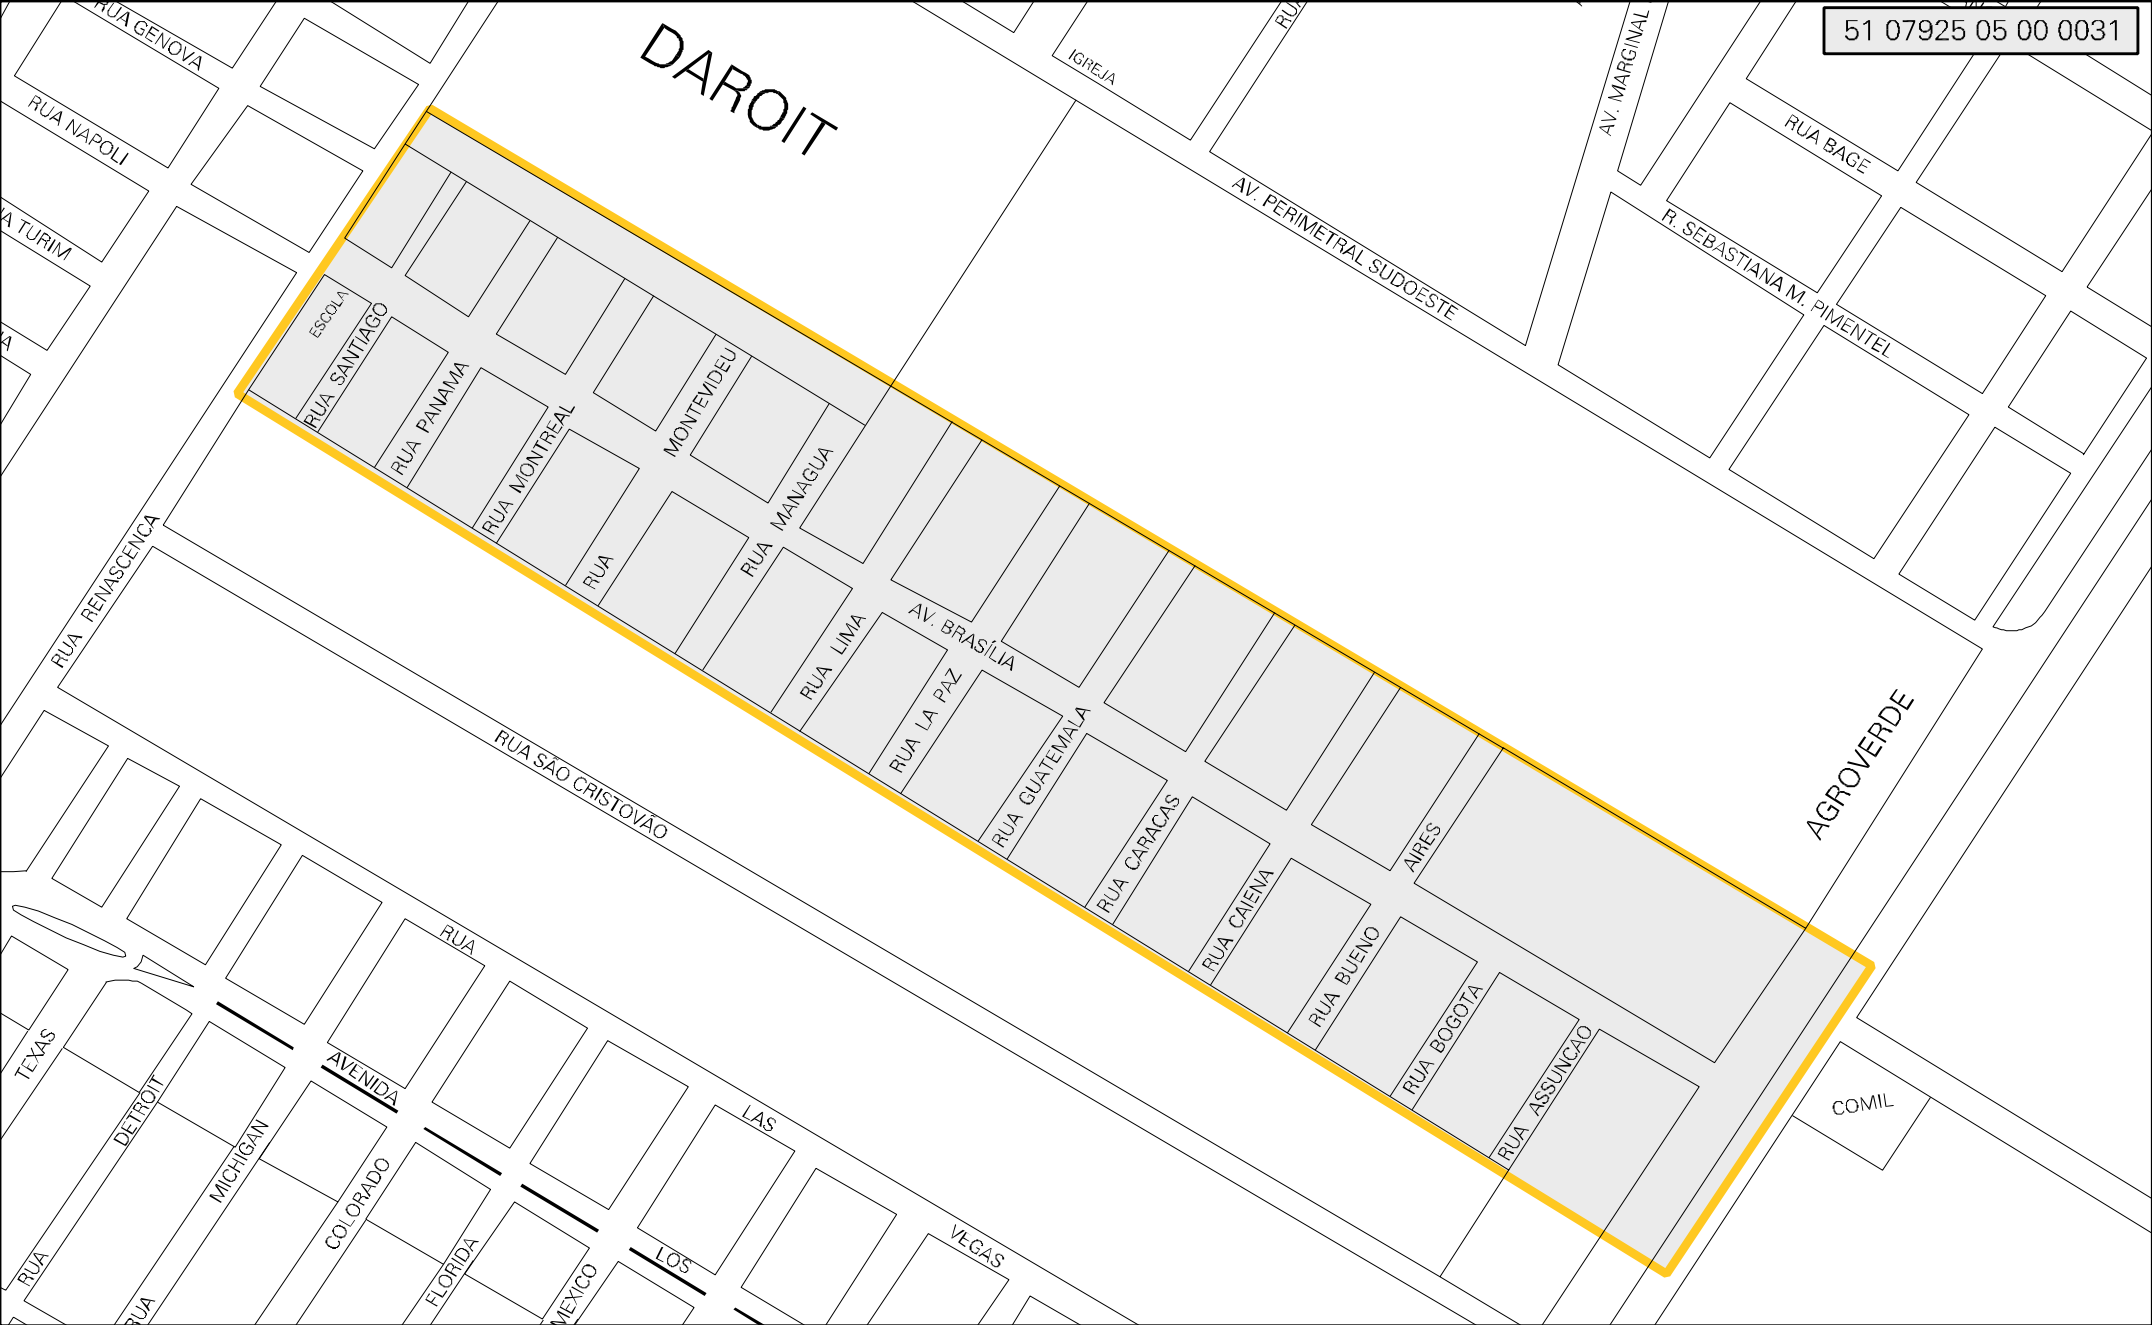 51 07925 05 00 0031
RUA GENOVA
DAROIT
IGREJA
AV. MARGINAL
RUA NAPOLI
RUA BAGE
AV. PERIMETRAL SUDOESTE
R. SEBASTIANA M. PIMENTEL
A TURIM
ESCOLA
RUA SANTIAGO
RUA PANAMA
RUA MONTREAL
RUA MONTEVIDEU
RUA MANAGUA
RUA RENASCENCA
AV. BRASÍLIA
RUA LIMA
RUA LA PAZ
RUA GUATEMALA
RUA CARACAS
RUA CAIENA
RUA BUENO AIRES
RUA BOGOTA
RUA ASSUNCAO
AGROVERDE
RUA SÃO CRISTOVÃO
COMIL
RUA LAS VEGAS
AVENIDA LOS
TEXAS
RUA DETROIT
RUA MICHIGAN
COLORADO
FLORIDA
MEXICO